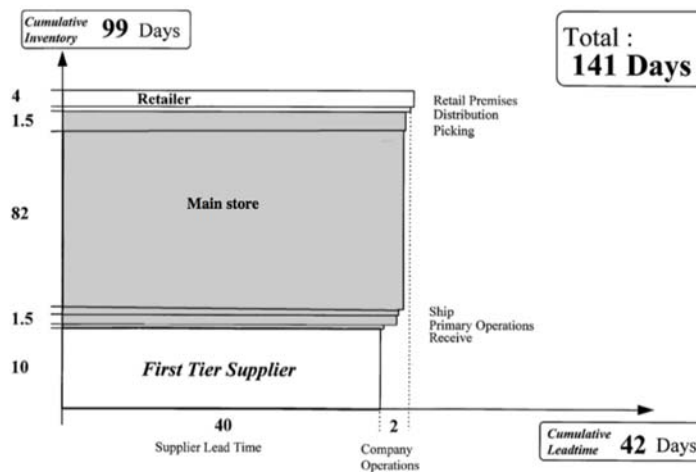 Cumulative
Inventory 99 Days
Total :
141 Days
4
Retailer
Retail Premises
1.5
Distribution
Picking
Main store
82
1.5
Ship
Primary Operations
Receive
10
First Tier Supplier
40
2
Supplier Lead Time
Company
Operations
Cumulative
Leadtime 42 Days